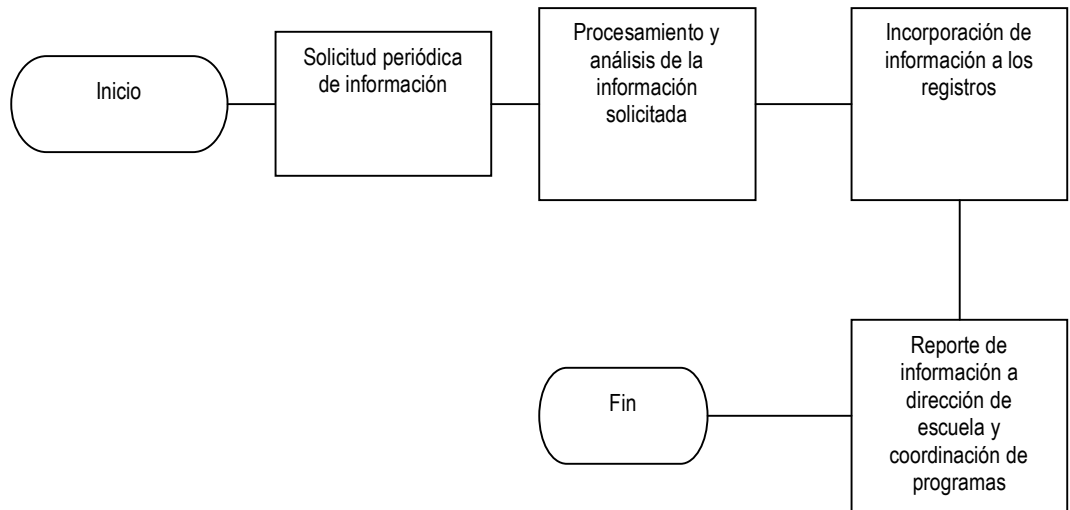 Inicio
Solicitud periódica
de información
Procesamiento y
análisis de la
información
solicitada
Incorporación de
información a los
registros
Reporte de
información a
dirección de
escuela y
coordinación de
programas
Fin